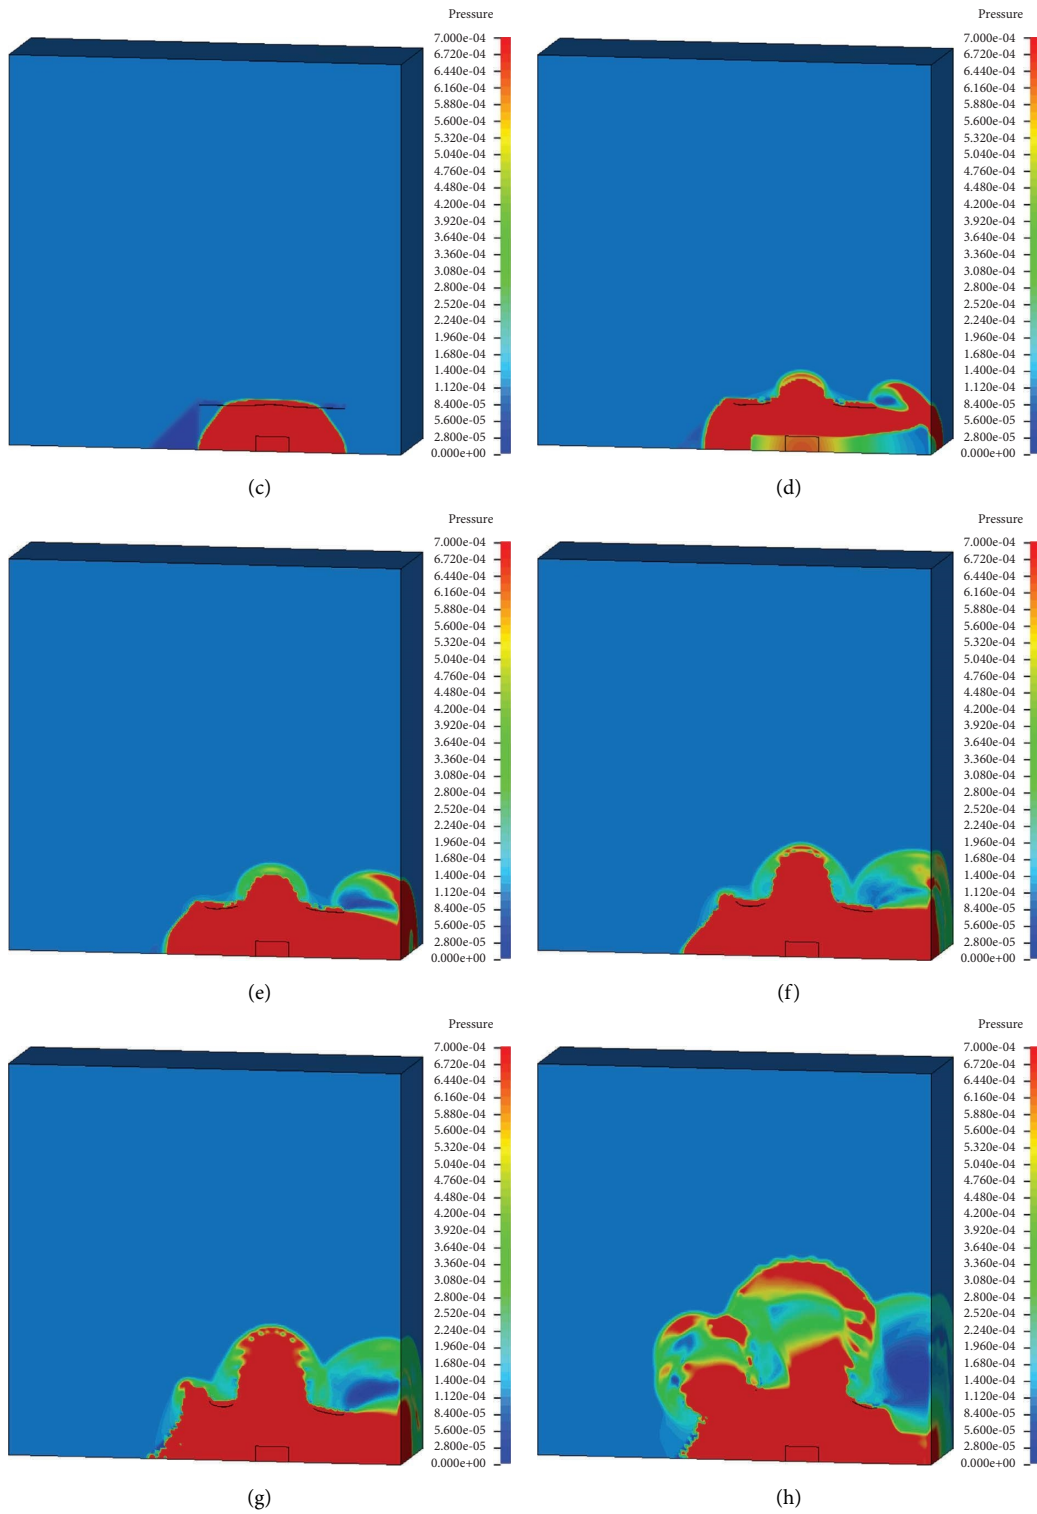 Pressure
7.000e-04
6.720e-04
6.440e-04
6.160e-04
5.880e-04
5.600e-04
5.320e-04
5.040e-04
4.760e-04
4.480e-04
4.200e-04
3.920e-04
3.640e-04
3.360e-04
3.080e-04
2.800e-04
2.520e-04
2.240e-04
1.960e-04
1.680e-04
1.400e-04
1.120e-04
8.400e-05
5.600e-05
2.800e-05
0.000e+00
(c)
Pressure
7.000e-04
6.720e-04
6.440e-04
6.160e-04
5.880e-04
5.600e-04
5.320e-04
5.040e-04
4.760e-04
4.480e-04
4.200e-04
3.920e-04
3.640e-04
3.360e-04
3.080e-04
2.800e-04
2.520e-04
2.240e-04
1.960e-04
1.680e-04
1.400e-04
1.120e-04
8.400e-05
5.600e-05
2.800e-05
0.000e+00
(d)
Pressure
7.000e-04
6.720e-04
6.440e-04
6.160e-04
5.880e-04
5.600e-04
5.320e-04
5.040e-04
4.760e-04
4.480e-04
4.200e-04
3.920e-04
3.640e-04
3.360e-04
3.080e-04
2.800e-04
2.520e-04
2.240e-04
1.960e-04
1.680e-04
1.400e-04
1.120e-04
8.400e-05
5.600e-05
2.800e-05
0.000e+00
(e)
Pressure
7.000e-04
6.720e-04
6.440e-04
6.160e-04
5.880e-04
5.600e-04
5.320e-04
5.040e-04
4.760e-04
4.480e-04
4.200e-04
3.920e-04
3.640e-04
3.360e-04
3.080e-04
2.800e-04
2.520e-04
2.240e-04
1.960e-04
1.680e-04
1.400e-04
1.120e-04
8.400e-05
5.600e-05
2.800e-05
0.000e+00
(f)
Pressure
7.000e-04
6.720e-04
6.440e-04
6.160e-04
5.880e-04
5.600e-04
5.320e-04
5.040e-04
4.760e-04
4.480e-04
4.200e-04
3.920e-04
3.640e-04
3.360e-04
3.080e-04
2.800e-04
2.520e-04
2.240e-04
1.960e-04
1.680e-04
1.400e-04
1.120e-04
8.400e-05
5.600e-05
2.800e-05
0.000e+00
(g)
Pressure
7.000e-04
6.720e-04
6.440e-04
6.160e-04
5.880e-04
5.600e-04
5.320e-04
5.040e-04
4.760e-04
4.480e-04
4.200e-04
3.920e-04
3.640e-04
3.360e-04
3.080e-04
2.800e-04
2.520e-04
2.240e-04
1.960e-04
1.680e-04
1.400e-04
1.120e-04
8.400e-05
5.600e-05
2.800e-05
0.000e+00
(h)